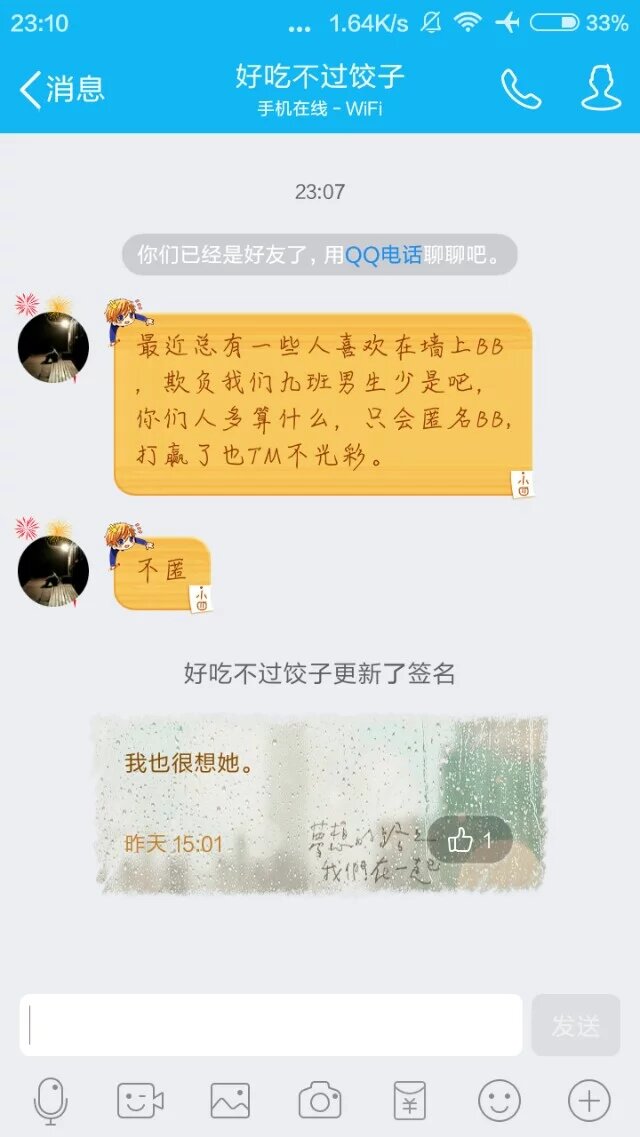 23:10 ... 1.64K/s 33%
消息
好吃不过饺子
手机在线 - WiFi
23:07
你们已经是好友了，用QQ电话聊聊吧。
最近总有一些人喜欢在墙上BB
，欺负我们九班男生少是吧，
你们人多算什么，只会匿名BB，
打赢了也TM不光彩。
小四
不匿
小四
好吃不过饺子更新了签名
我也很想她。
昨天 15:01
夢想的路上
我們在一起
1
发送